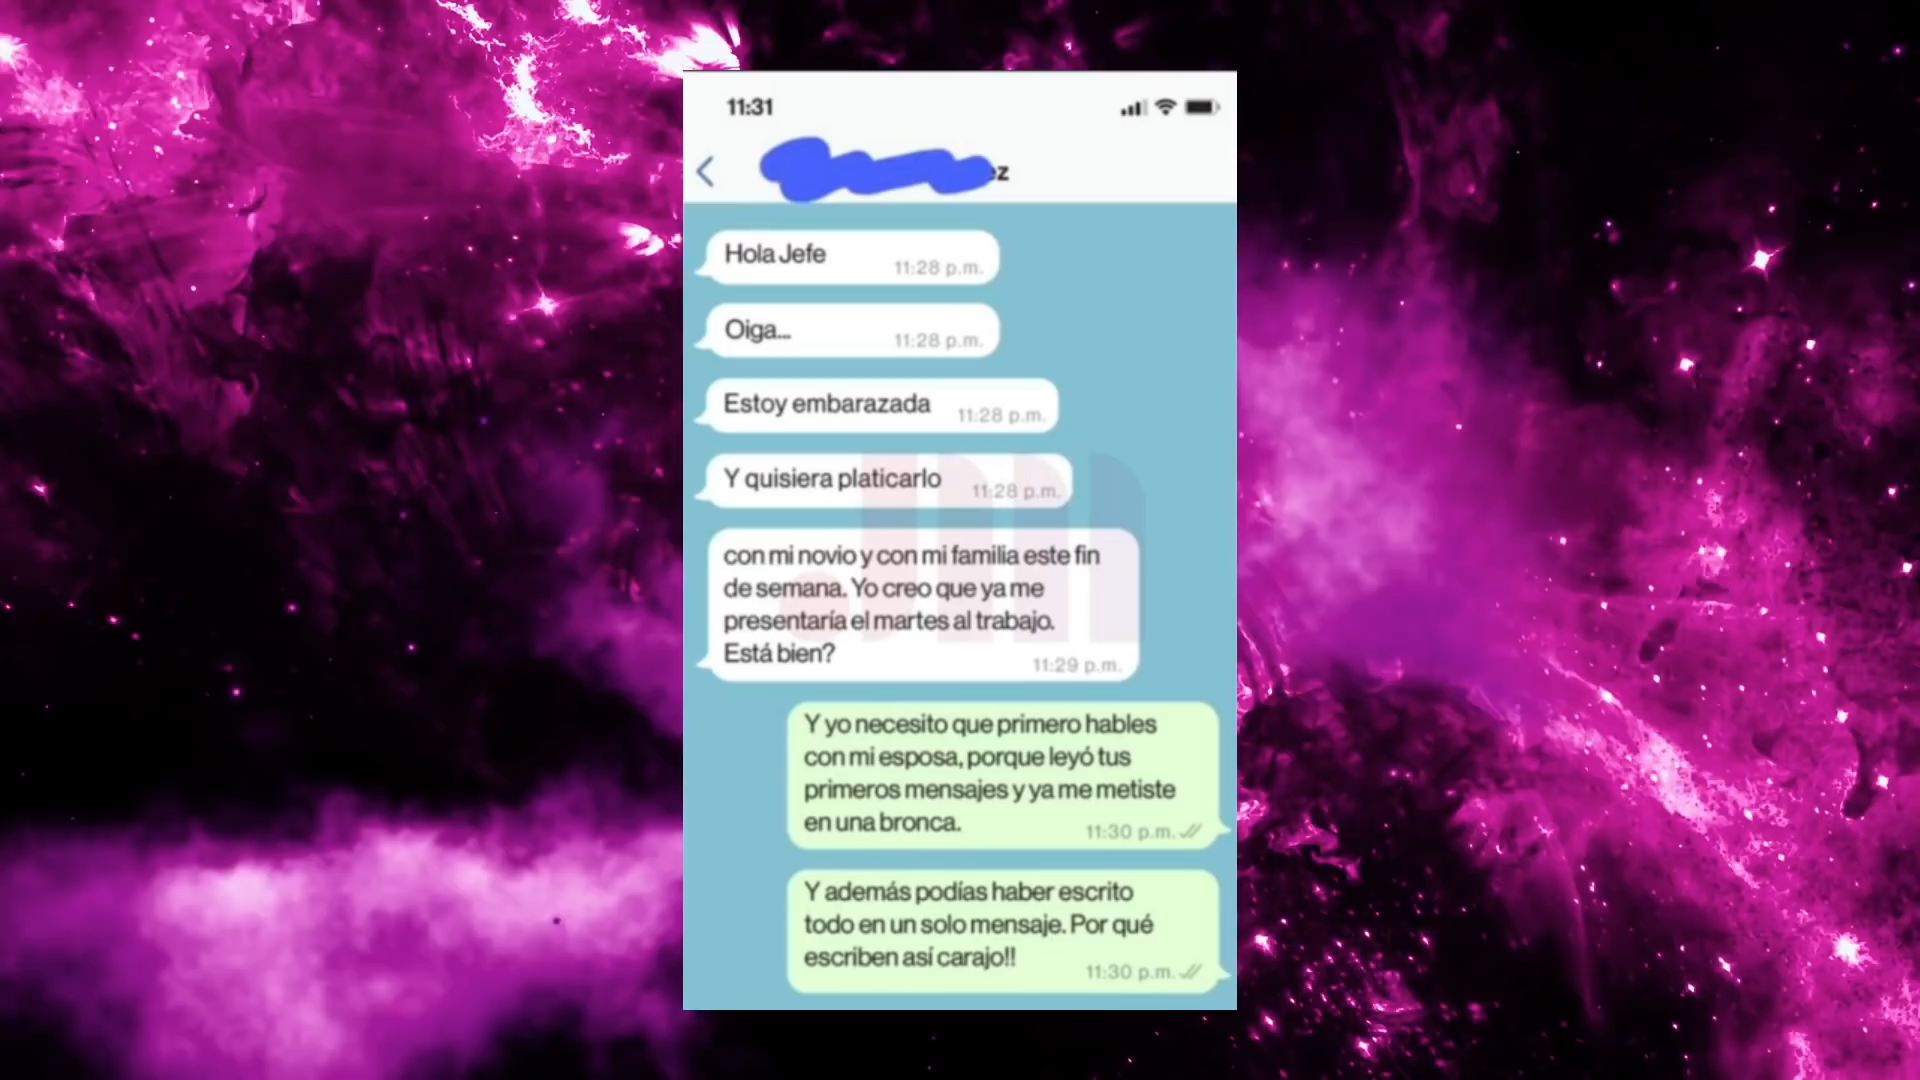 11:31
z
Hola Jefe
11:28 p.m.
Oiga...
11:28 p.m.
Estoy embarazada
11:28 p.m.
Y quisiera platicarlo
11:28 p.m.
con mi novio y con mi familia este fin
de semana. Yo creo que ya me
presentaría el martes al trabajo.
Está bien?
11:29 p.m.
Y yo necesito que primero hables
con mi esposa, porque leyó tus
primeros mensajes y ya me metiste
en una bronca.
11:30 p.m.
Y además podías haber escrito
todo en un solo mensaje. Por qué
escriben así carajo!!
11:30 p.m.